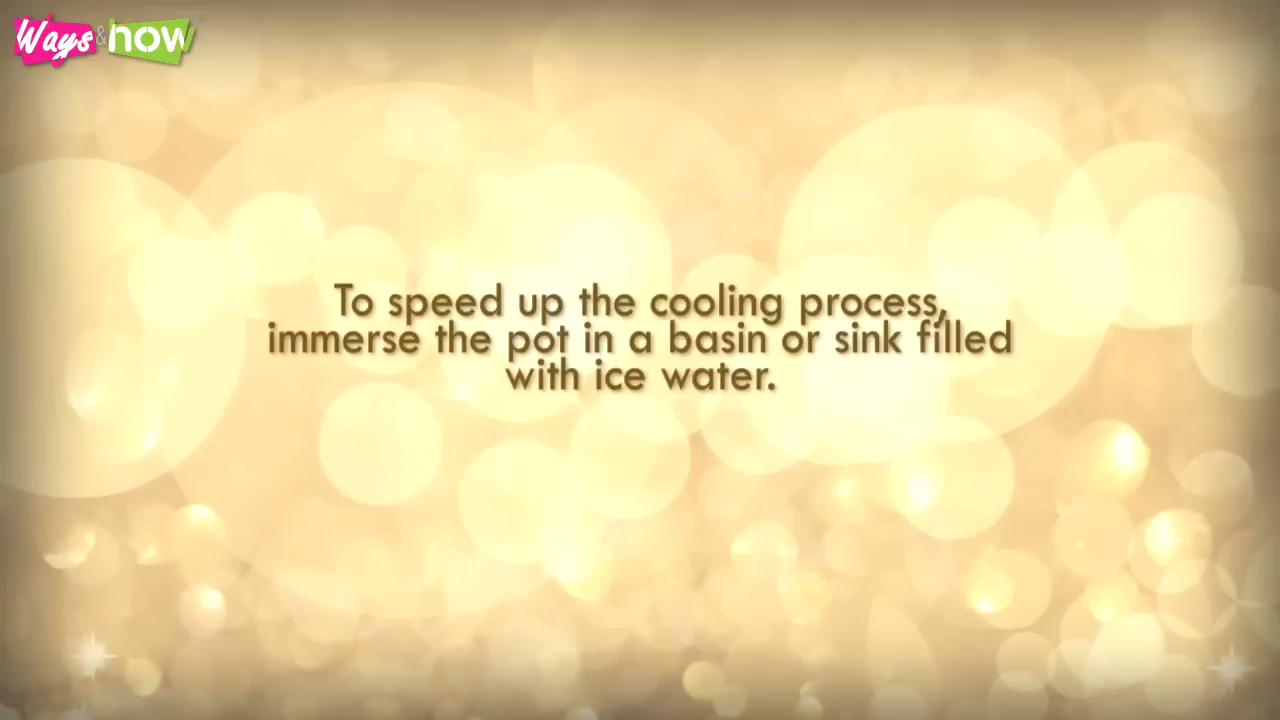 Ways & how
To speed up the cooling process,
immerse the pot in a basin or sink filled
with ice water.